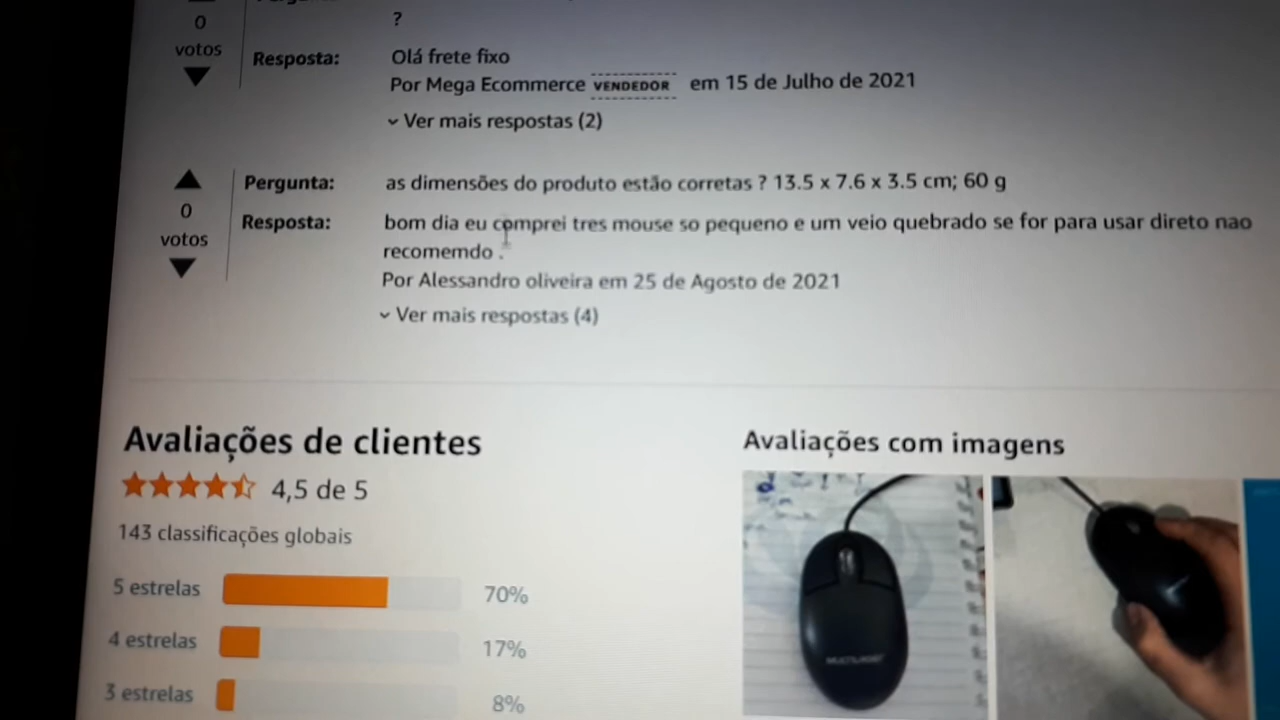 0
?
votos
Resposta: Olá frete fixo
Por Mega Ecommerce VENDEDOR em 15 de Julho de 2021
Ver mais respostas (2)
Pergunta: as dimensões do produto estão corretas ? 13.5 x 7.6 x 3.5 cm; 60 g
0
votos
Resposta: bom dia eu comprei tres mouse so pequeno e um veio quebrado se for para usar direto nao
recomemdo .
Por Alessandro oliveira em 25 de Agosto de 2021
Ver mais respostas (4)
Avaliações de clientes
4,5 de 5
143 classificações globais
5 estrelas 70%
4 estrelas 17%
3 estrelas 8%
Avaliações com imagens
MULTILASER